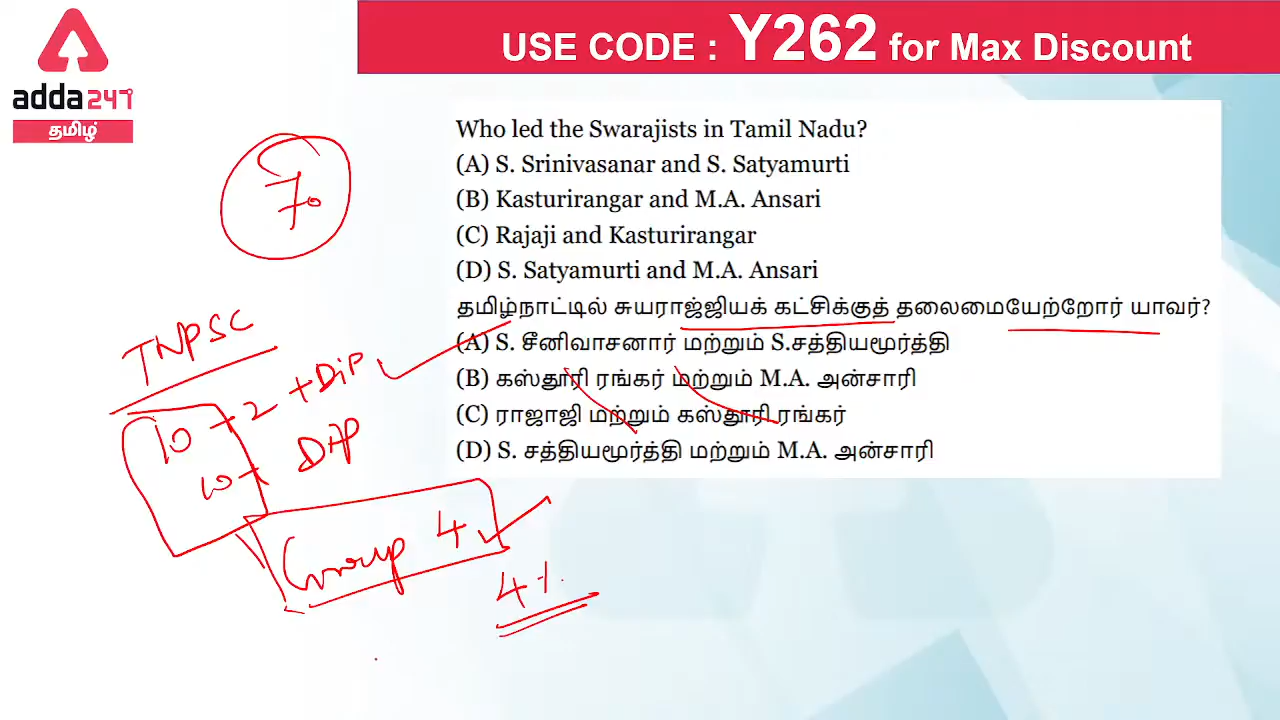 USE CODE : Y262 for Max Discount
adda247
தமிழ்
Who led the Swarajists in Tamil Nadu?
(A) S. Srinivasanar and S. Satyamurti
(B) Kasturirangar and M.A. Ansari
(C) Rajaji and Kasturirangar
(D) S. Satyamurti and M.A. Ansari
தமிழ்நாட்டில் சுயராஜ்ஜியக் கட்சிக்குத் தலைமையேற்றோர் யாவர்?
(A) S. சீனிவாசனார் மற்றும் S.சத்தியமூர்த்தி
(B) கஸ்தூரி ரங்கர் மற்றும் M.A. அன்சாரி
(C) ராஜாஜி மற்றும் கஸ்தூரி ரங்கர்
(D) S. சத்தியமூர்த்தி மற்றும் M.A. அன்சாரி
70
TNPSC
10 + 2 + Dip
10 + Dip
Group 4